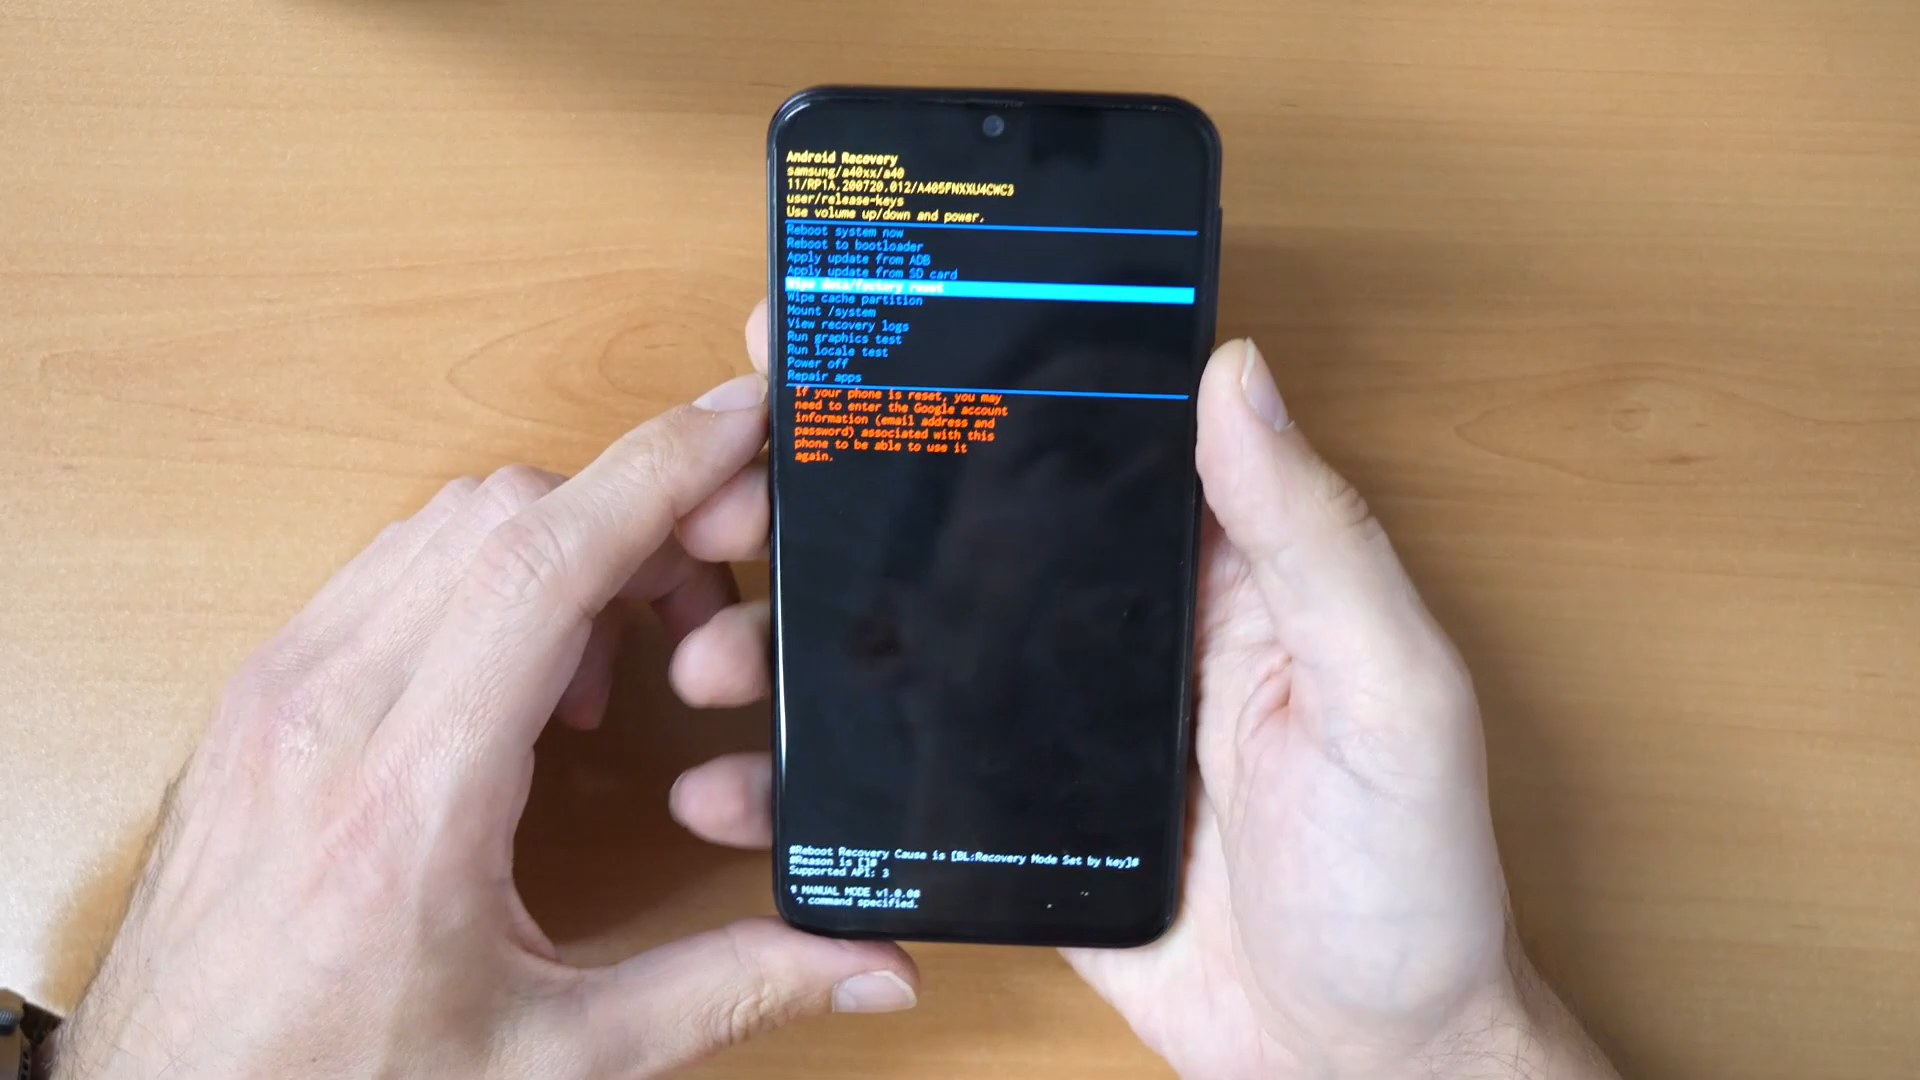 Android Recovery
samsung/a40xx/a40
11/RP1A.200720.012/A405FNXXU4CWC3
user/release-keys
Use volume up/down and power.
Reboot system now
Reboot to bootloader
Apply update from ADB
Apply update from SD card
Wipe data/factory reset
Wipe cache partition
Mount /system
View recovery logs
Run graphics test
Run locale test
Power off
Repair apps
If your phone is reset, you may
need to enter the Google account
information (email address and
password) associated with this
phone to be able to use it
again.
#Reboot Recovery Cause is [BL:Recovery Mode Set by key]#
#Reason is []#
Supported API: 3
# MANUAL MODE v1.0.0#
command specified.